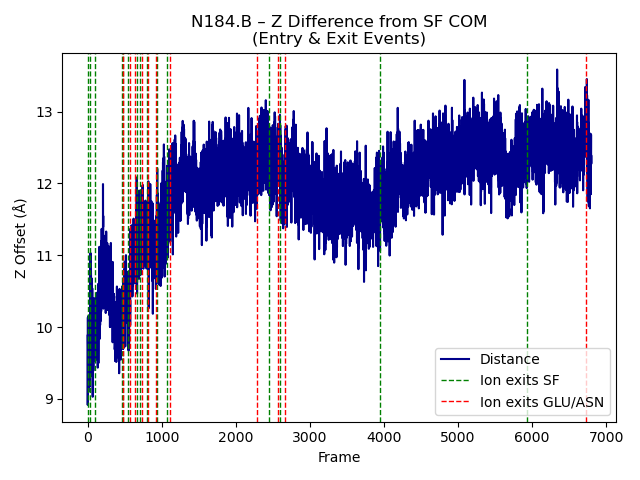 N184.B – Z Difference from SF COM
(Entry & Exit Events)
Z Offset (Å)
13
12
11
10
9
Distance
Ion exits SF
Ion exits GLU/ASN
0 1000 2000 3000 4000 5000 6000 7000
Frame